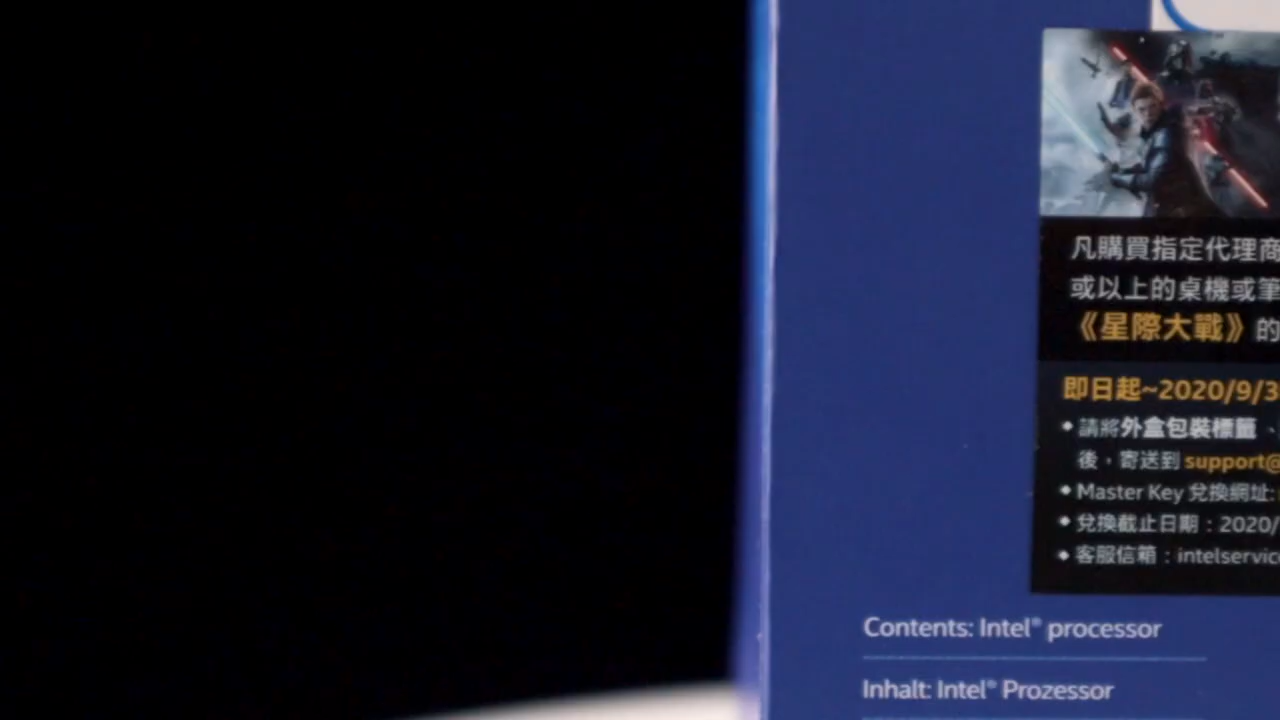 凡購買指定代理商
或以上的桌機或筆
《星際大戰》的
即日起~2020/9/3
• 請將外盒包裝標籤、
後，寄送到 support@
• Master Key 兌換網址:
• 兌換截止日期：2020/
• 客服信箱：intelservic
Contents: Intel® processor
Inhalt: Intel® Prozessor